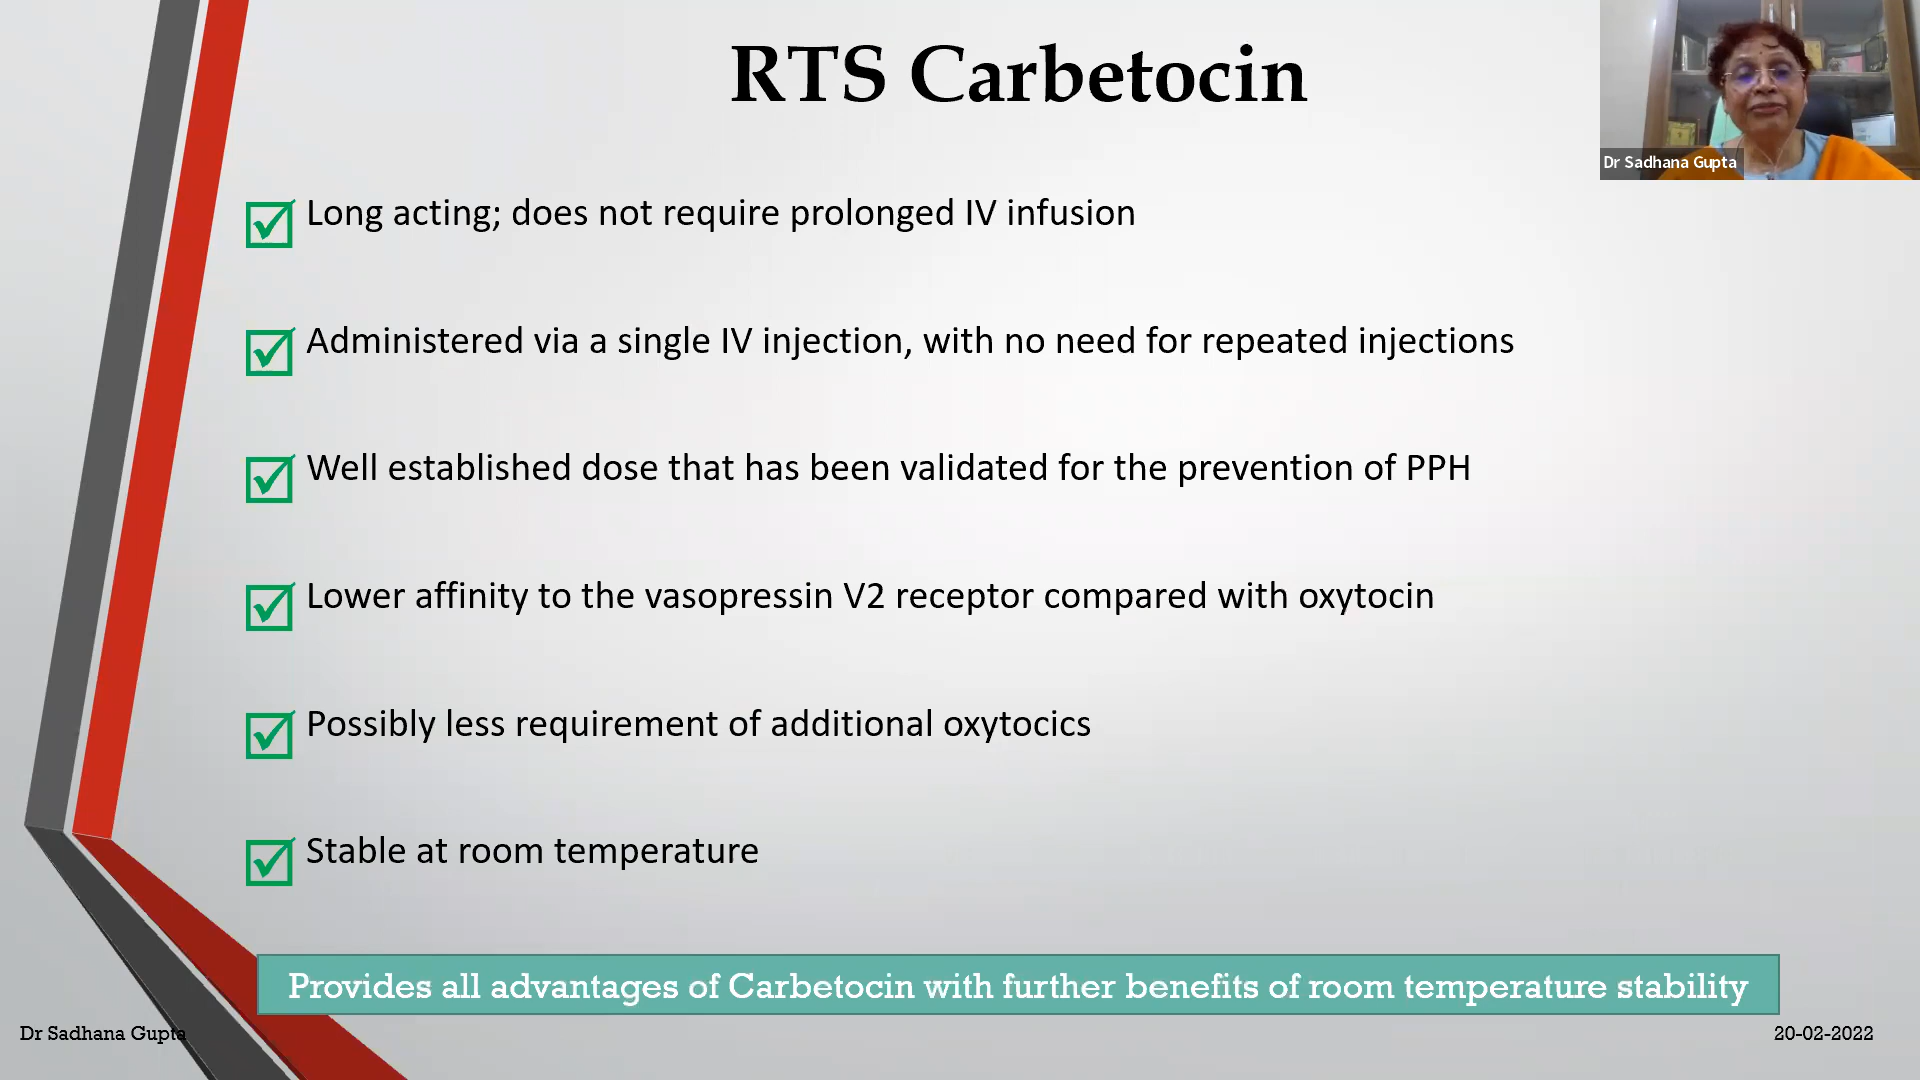 RTS Carbetocin
Dr Sadhana Gupta
Long acting; does not require prolonged IV infusion
Administered via a single IV injection, with no need for repeated injections
Well established dose that has been validated for the prevention of PPH
Lower affinity to the vasopressin V2 receptor compared with oxytocin
Possibly less requirement of additional oxytocics
Stable at room temperature
Provides all advantages of Carbetocin with further benefits of room temperature stability
Dr Sadhana Gupta
20-02-2022